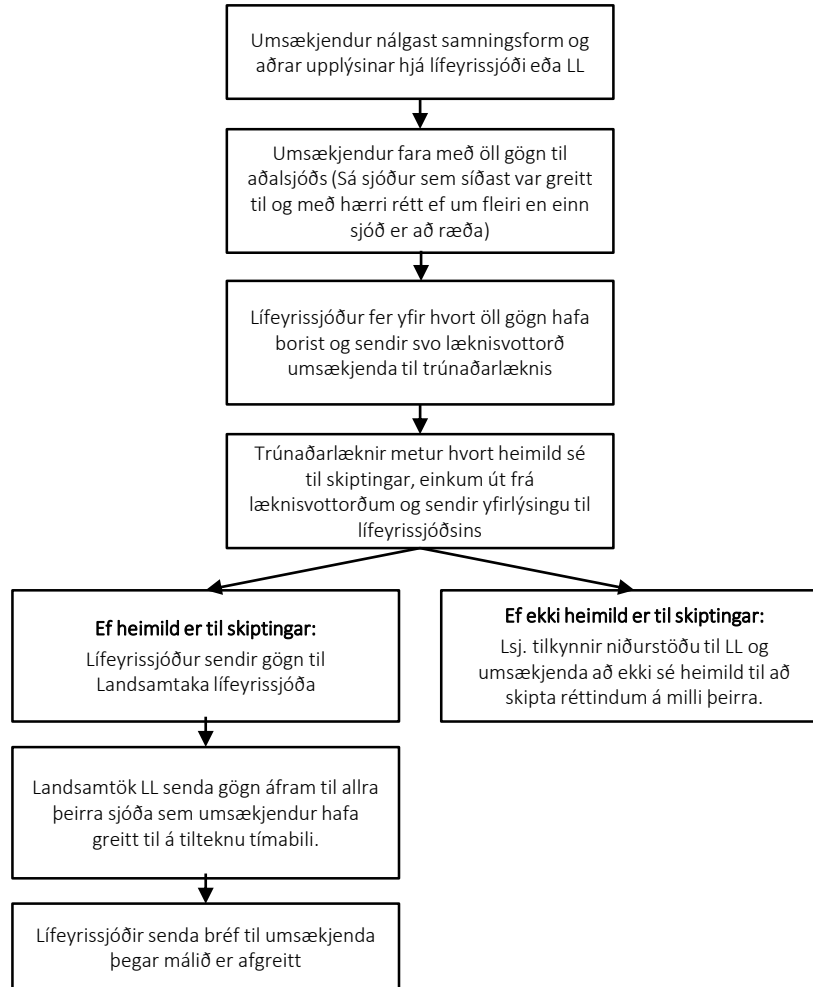 Umsækjendur nálgast samningsform og
aðrar upplýsinar hjá lífeyrissjóði eða LL
Umsækjendur fara með öll gögn til
aðalsjóðs (Sá sjóður sem síðast var greitt
til og með hærri rétt ef um fleiri en einn
sjóð er að ræða)
Lífeyrissjóður fer yfir hvort öll gögn hafa
borist og sendir svo læknisvottorð
umsækjenda til trúnaðarlæknis
Trúnaðarlæknir metur hvort heimild sé
til skiptingar, einkum út frá
læknisvottorðum og sendir yfirlýsingu til
lífeyrissjóðsins
Ef heimild er til skiptingar:
Lífeyrissjóður sendir gögn til
Landsamtaka lífeyrissjóða
Ef ekki heimild er til skiptingar:
Lsj. tilkynnir niðurstöðu til LL og
umsækjenda að ekki sé heimild til að
skipta réttindum á milli þeirra.
Landsamtök LL senda gögn áfram til allra
þeirra sjóða sem umsækjendur hafa
greitt til á tilteknu tímabili.
Lífeyrissjóðir senda bréf til umsækjenda
þegar málið er afgreitt